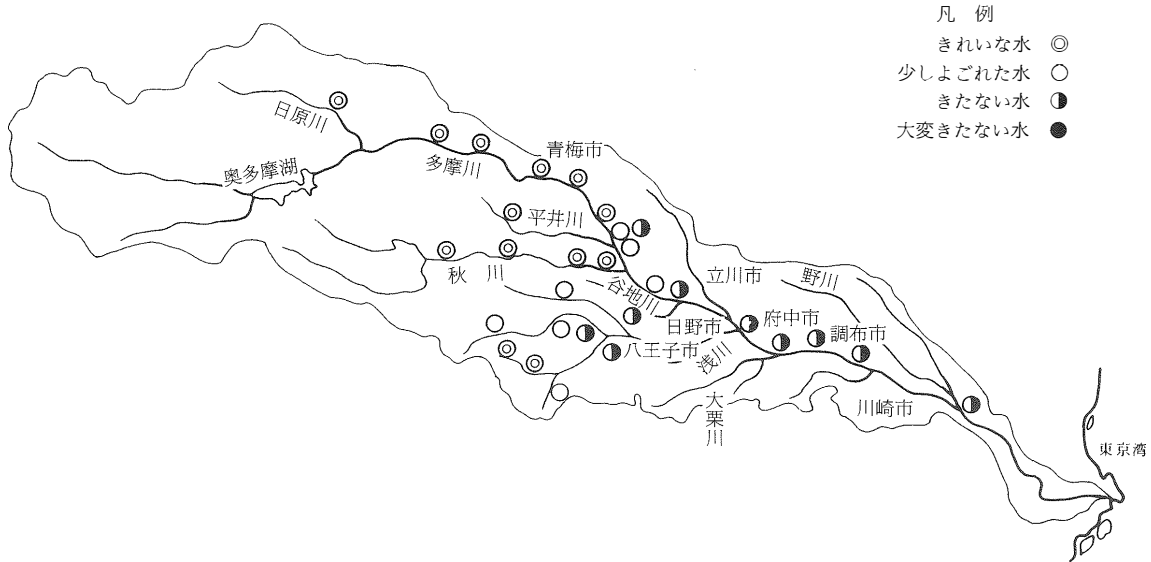 凡 例
きれいな水 ◎
少しよごれた水 ○
きたない水 ◑
大変きたない水 ●
日原川
奥多摩湖
多摩川
青梅市
平井川
秋 川
谷地川
立川市
野川
日野市
府中市
調布市
八王子市
浅川
大栗川
川崎市
東京湾